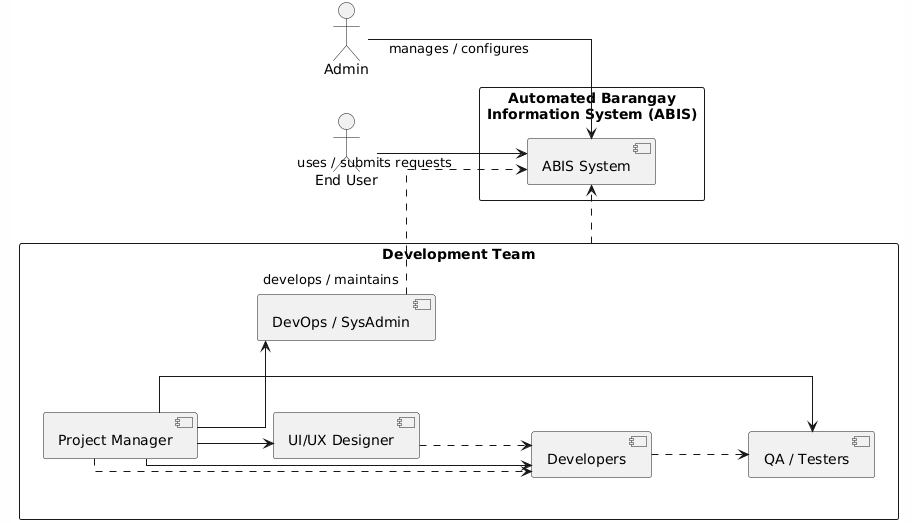 Admin
manages / configures
Automated Barangay
Information System (ABIS)
ABIS System
uses / submits requests
End User
Development Team
develops / maintains
DevOps / SysAdmin
Project Manager
UI/UX Designer
Developers
QA / Testers